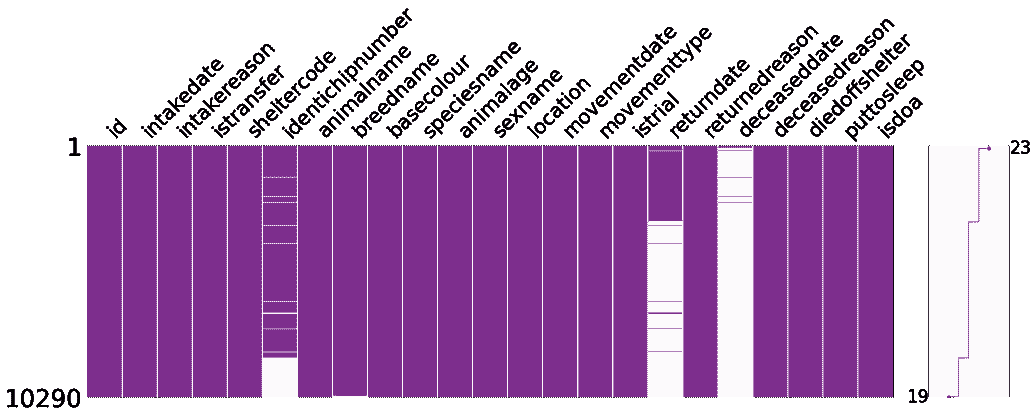 id
intakedate
intakereason
istransfer
sheltercode
identichipnumber
animalname
breedname
basecolour
speciesname
animalage
sexname
location
movementdate
movementtype
istrial
returndate
returnedreason
deceaseddate
deceasedreason
diedoffshelter
puttosleep
isdoa
1
23
10290
19